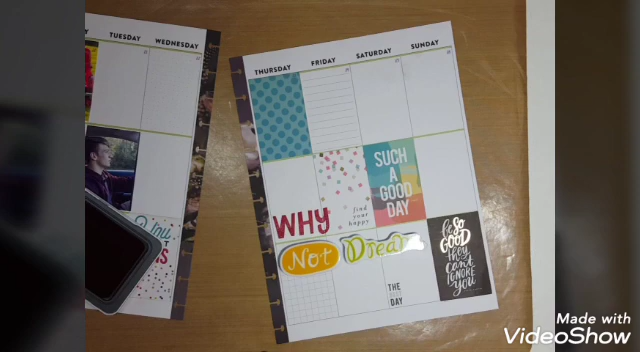 TUESDAY
WEDNESDAY
THURSDAY
FRIDAY
SATURDAY
SUNDAY
SUCH
A
GOOD
DAY
find
your
happy
WHY
be SO
GOOD
they
can't
IGNORE
YOU
Not
THE
DAY
Made with
VideoShow